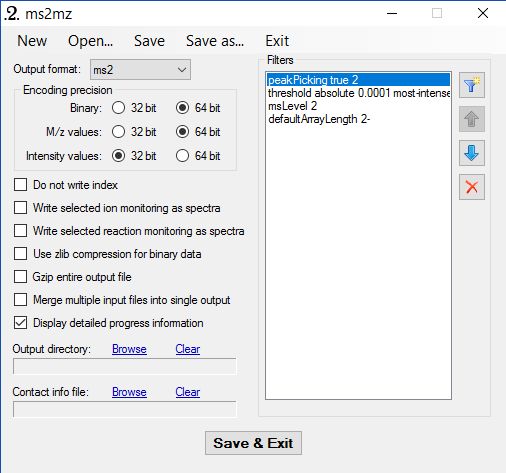 .2. ms2mz
New Open... Save Save as... Exit
Output format: ms2
Encoding precision
Binary: 32 bit 64 bit
M/z values: 32 bit 64 bit
Intensity values: 32 bit 64 bit
Do not write index
Write selected ion monitoring as spectra
Write selected reaction monitoring as spectra
Use zlib compression for binary data
Gzip entire output file
Merge multiple input files into single output
Display detailed progress information
Output directory: Browse Clear
Contact info file: Browse Clear
Filters
peakPicking true 2-
threshold absolute 0.0001 most-intense
msLevel 2
defaultArrayLength 2-
Save & Exit